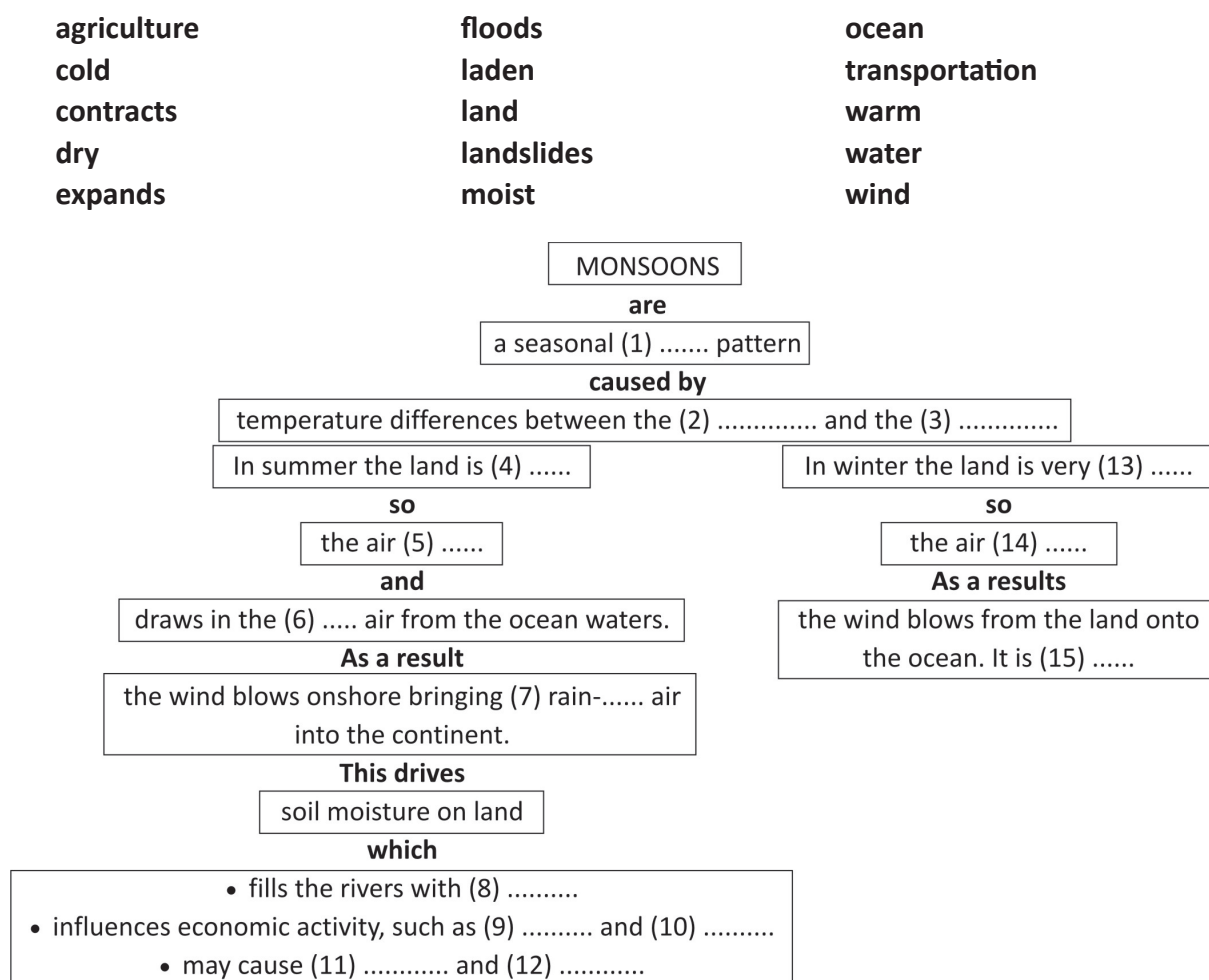 agriculture floods ocean
cold laden transportation
contracts land warm
dry landslides water
expands moist wind
MONSOONS
are
a seasonal (1) ....... pattern
caused by
temperature differences between the (2) .............. and the (3) ..............
In summer the land is (4) ......
so
the air (5) ......
and
draws in the (6) ..... air from the ocean waters.
As a result
the wind blows onshore bringing (7) rain-...... air
into the continent.
This drives
soil moisture on land
which
• fills the rivers with (8) ..........
• influences economic activity, such as (9) .......... and (10) ..........
• may cause (11) ............ and (12) ............
In winter the land is very (13) ......
so
the air (14) ......
As a results
the wind blows from the land onto
the ocean. It is (15) ......